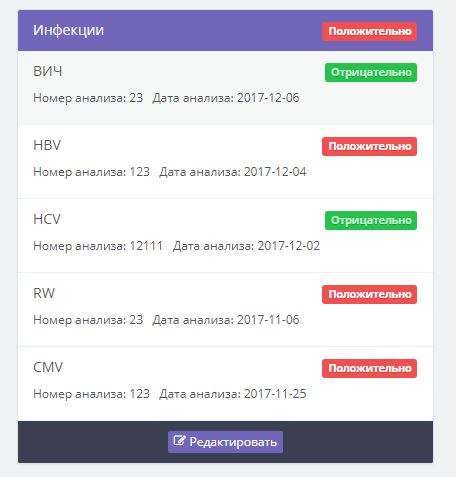 Инфекции Положительно
ВИЧ Отрицательно
Номер анализа: 23 Дата анализа: 2017-12-06
HBV Положительно
Номер анализа: 123 Дата анализа: 2017-12-04
HCV Отрицательно
Номер анализа: 12111 Дата анализа: 2017-12-02
RW Положительно
Номер анализа: 23 Дата анализа: 2017-11-06
CMV Положительно
Номер анализа: 123 Дата анализа: 2017-11-25
Редактировать